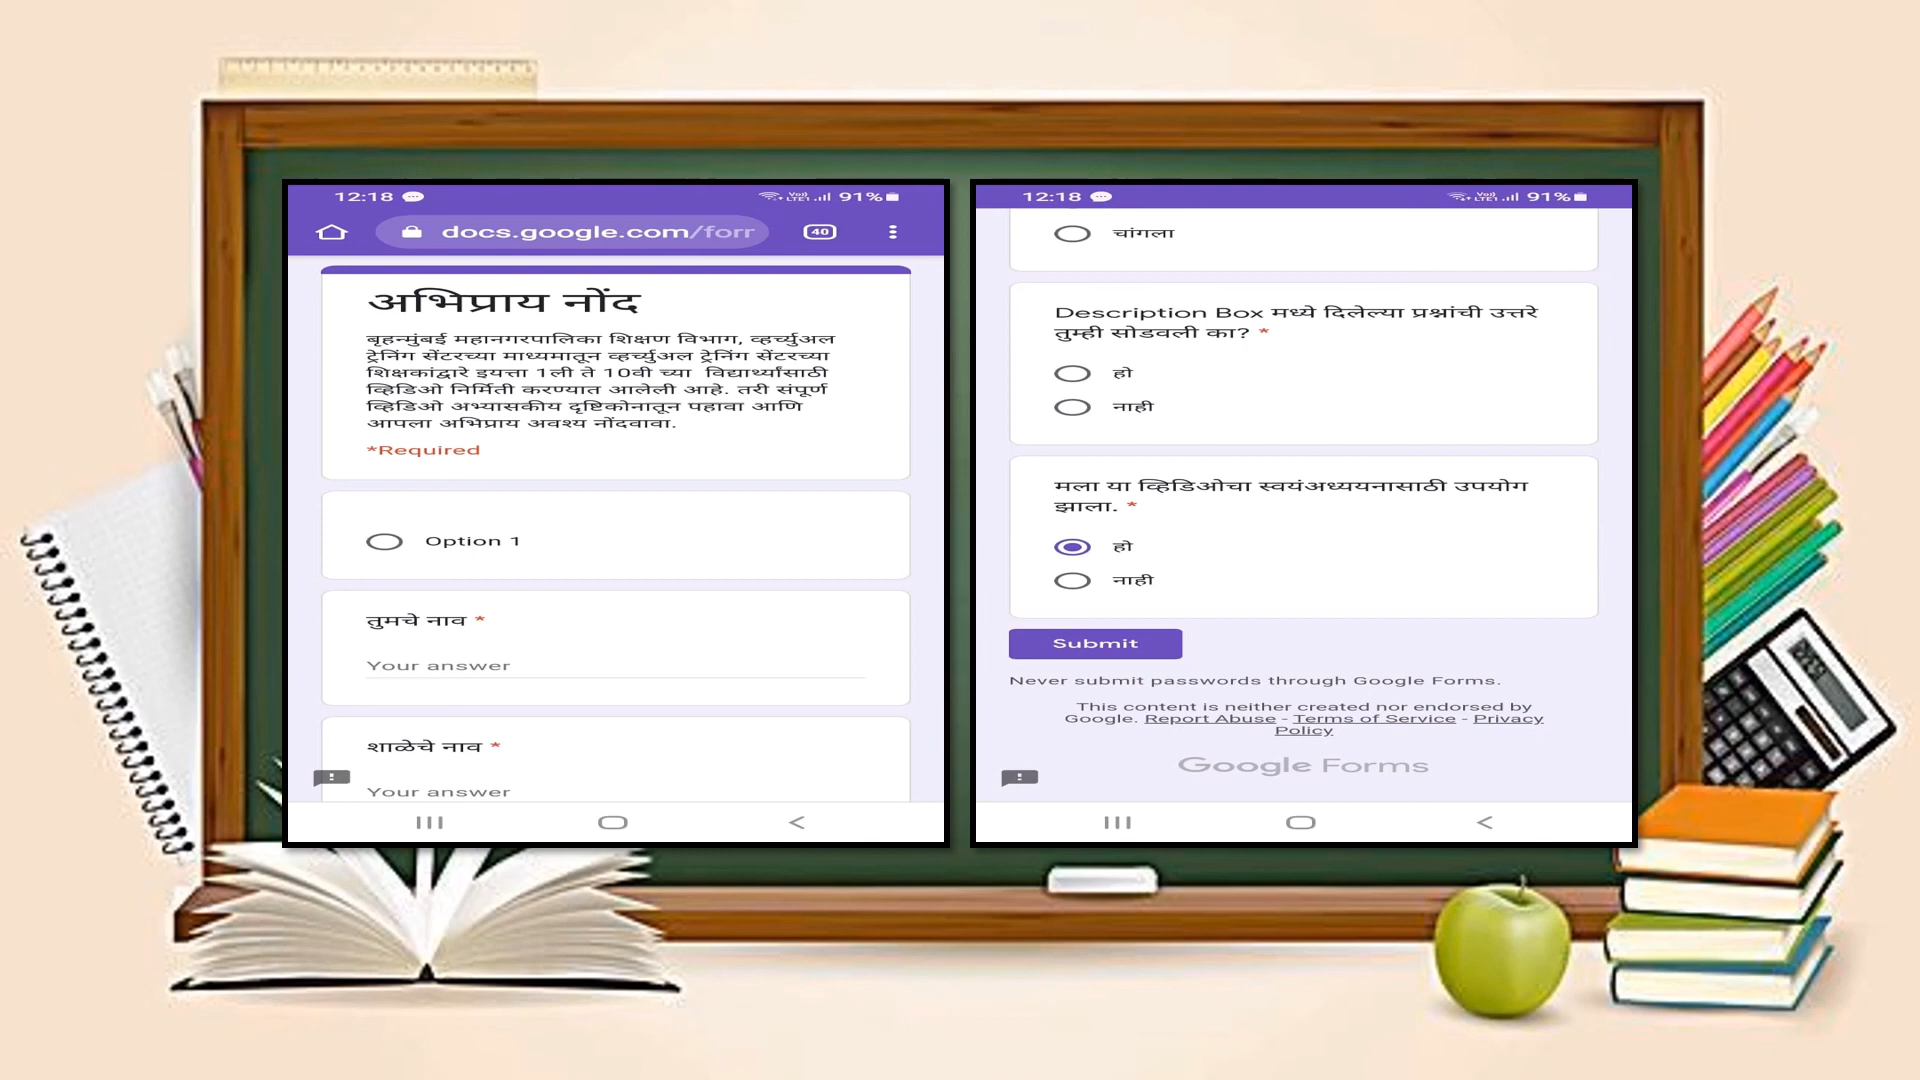 12:18
VoI) LTE1 91%
docs.google.com/forr
40
अभिप्राय नोंद
बृहन्मुंबई महानगरपालिका शिक्षण विभाग, व्हर्च्युअल
ट्रेनिंग सेंटरच्या माध्यमातून व्हर्च्युअल ट्रेनिंग सेंटरच्या
शिक्षकांद्वारे इयत्ता 1ली ते 10वी च्या विद्यार्थ्यांसाठी
व्हिडिओ निर्मिती करण्यात आलेली आहे. तरी संपूर्ण
व्हिडिओ अभ्यासकीय दृष्टिकोनातून पहावा आणि
आपला अभिप्राय अवश्य नोंदवावा.
*Required
Option 1
तुमचे नाव *
Your answer
शाळेचे नाव *
Your answer
12:18
VoI) LTE1 91%
चांगला
Description Box मध्ये दिलेल्या प्रश्नांची उत्तरे
तुम्ही सोडवली का? *
हो
नाही
मला या व्हिडिओचा स्वयंअध्ययनासाठी उपयोग
झाला. *
हो
नाही
Submit
Never submit passwords through Google Forms.
This content is neither created nor endorsed by
Google. Report Abuse - Terms of Service - Privacy
Policy
Google Forms